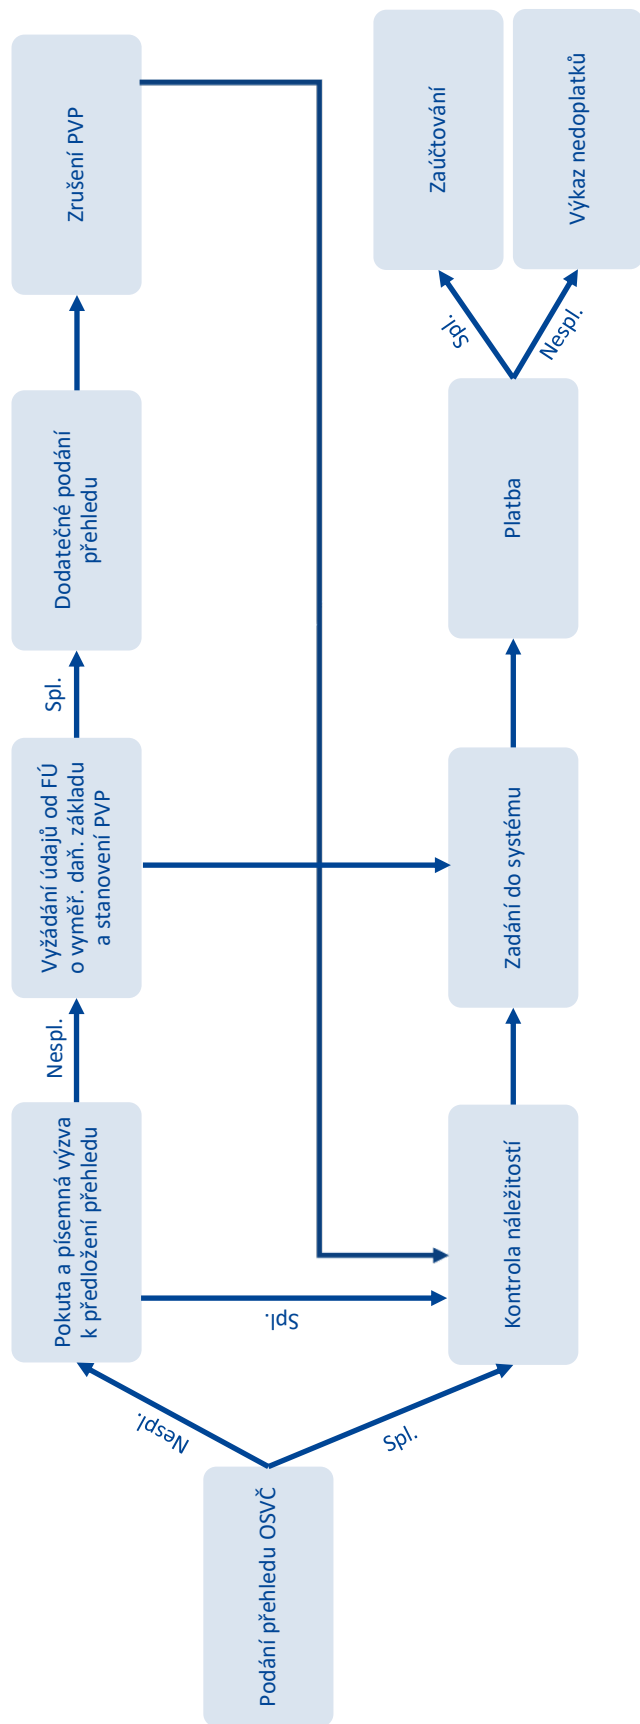 Podání přehledu OSVČ
Nespl.
Spl.
Pokuta a písemná výzva
k předložení přehledu
Nespl.
Spl.
Vyžádání údajů od FÚ
o vyměř. daň. základu
a stanovení PVP
Spl.
Dodatečné podání
přehledu
Zrušení PVP
Kontrola náležitostí
Zadání do systému
Platba
Spl.
Nespl.
Zaúčtování
Výkaz nedoplatků